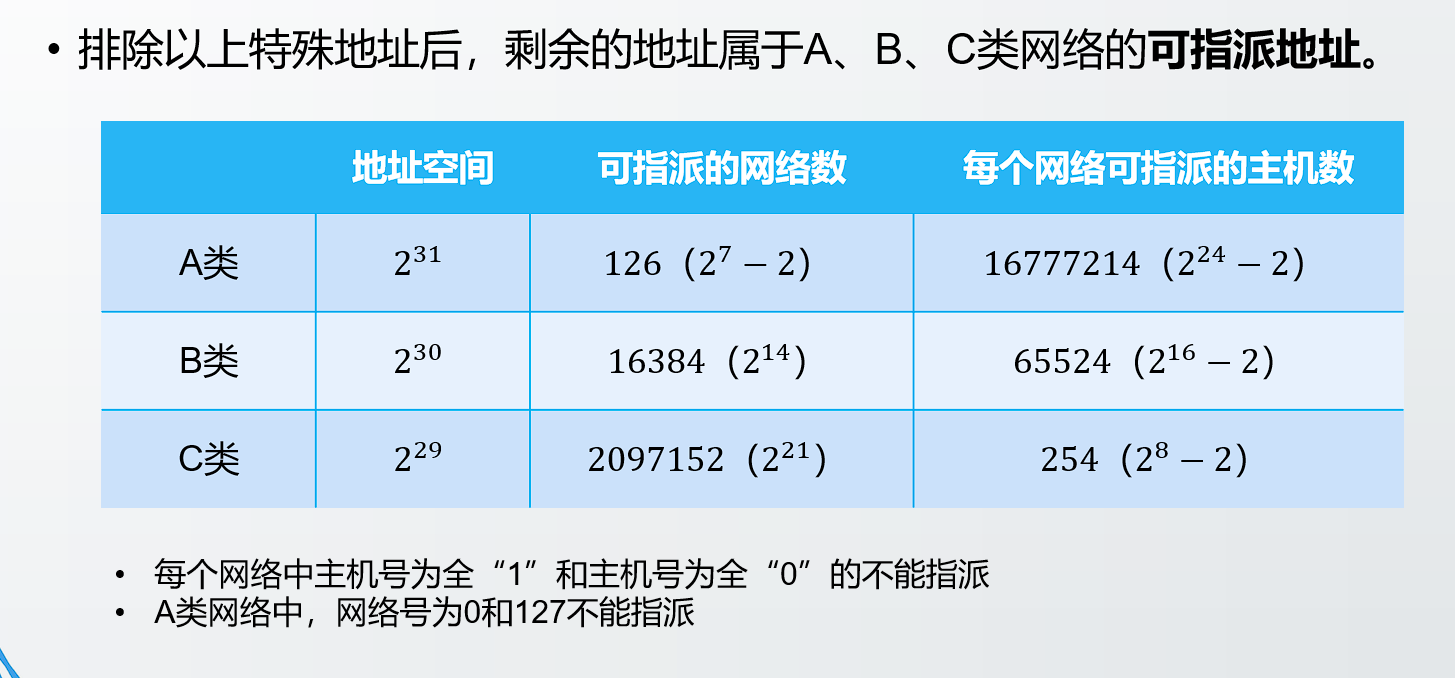 • 排除以上特殊地址后，剩余的地址属于A、B、C类网络的可指派地址。
地址空间 可指派的网络数 每个网络可指派的主机数
A类 2³¹ 126（2⁷ − 2） 16777214（2²⁴ − 2）
B类 2³⁰ 16384（2¹⁴） 65524（2¹⁶ − 2）
C类 2²⁹ 2097152（2²¹） 254（2⁸ − 2）
• 每个网络中主机号为全“1”和主机号为全“0”的不能指派
• A类网络中，网络号为0和127不能指派